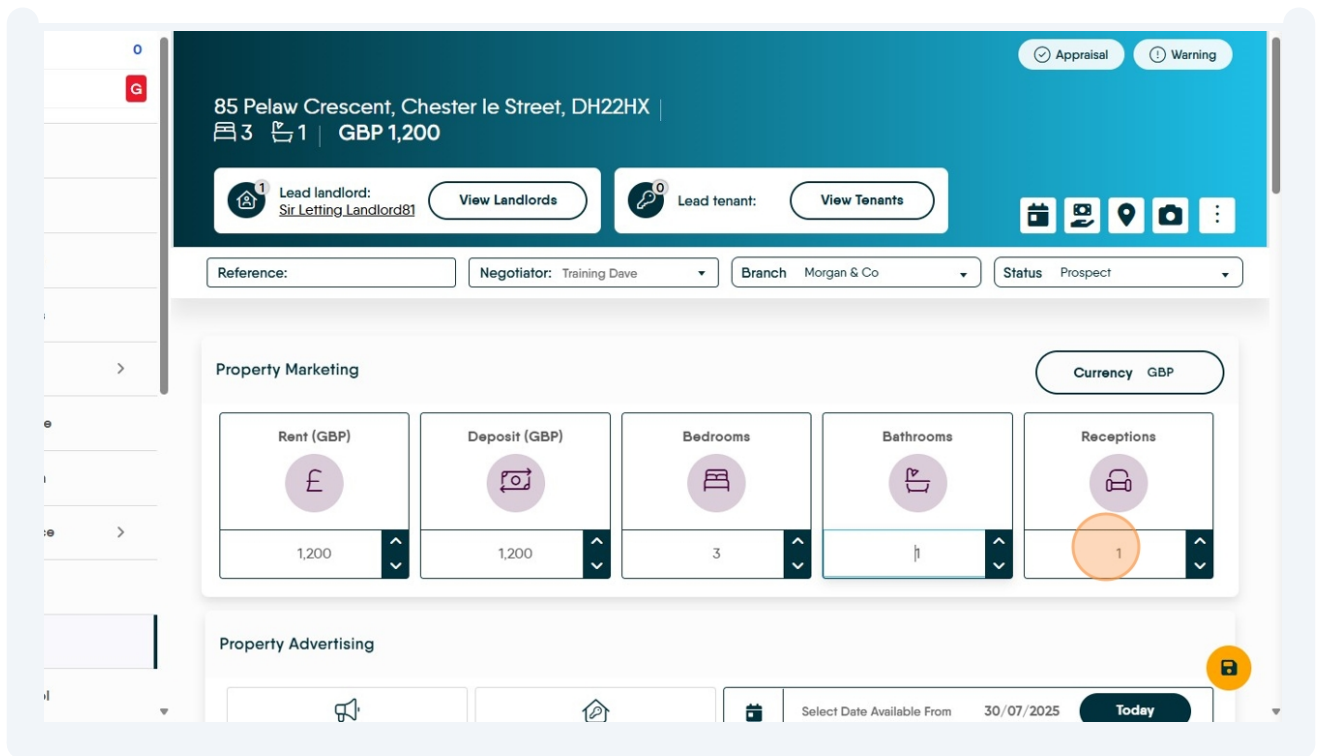 0
G
Appraisal
Warning
85 Pelaw Crescent, Chester le Street, DH22HX |
3 1 | GBP 1,200
1
Lead landlord:
Sir Letting Landlord81
View Landlords
0
Lead tenant:
View Tenants
Reference:
Negotiator: Training Dave
Branch Morgan & Co
Status Prospect
Property Marketing
Currency GBP
Rent (GBP)
Deposit (GBP)
Bedrooms
Bathrooms
Receptions
£
1,200
1,200
3
1
1
Property Advertising
Select Date Available From 30/07/2025 Today